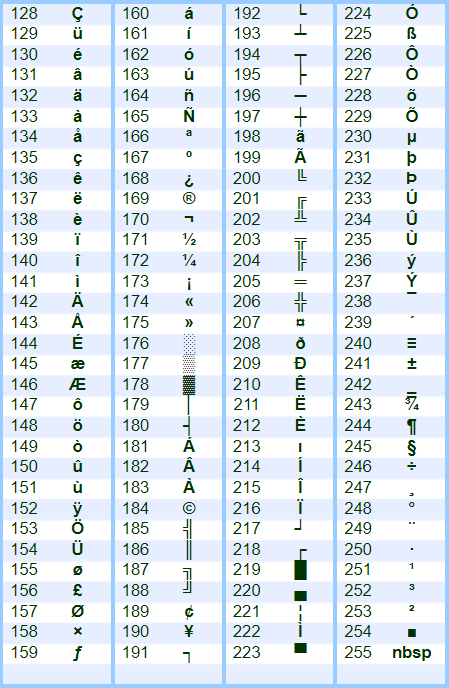 128 Ç 160 á 192 └ 224 Ó
129 ü 161 í 193 ┴ 225 ß
130 é 162 ó 194 ┬ 226 Ô
131 â 163 ú 195 ├ 227 Ò
132 ä 164 ñ 196 ─ 228 õ
133 à 165 Ñ 197 ┼ 229 Õ
134 å 166 ª 198 ã 230 µ
135 ç 167 º 199 Ã 231 þ
136 ê 168 ¿ 200 ╚ 232 Þ
137 ë 169 ® 201 ╔ 233 Ú
138 è 170 ¬ 202 ╩ 234 Û
139 ï 171 ½ 203 ╦ 235 Ù
140 î 172 ¼ 204 ╠ 236 ý
141 ì 173 ¡ 205 ═ 237 Ý
142 Ä 174 « 206 ╬ 238 ¯
143 Å 175 » 207 ¤ 239 ´
144 É 176 ░ 208 ð 240 ≡
145 æ 177 ▒ 209 Ð 241 ±
146 Æ 178 ▓ 210 Ê 242 ‗
147 ô 179 │ 211 Ë 243 ¾
148 ö 180 ┤ 212 È 244 ¶
149 ò 181 Á 213 ı 245 §
150 û 182 Â 214 Í 246 ÷
151 ù 183 À 215 Î 247 ¸
152 ÿ 184 © 216 Ï 248 °
153 Ö 185 ╣ 217 ┘ 249 ¨
154 Ü 186 ║ 218 ┌ 250 ·
155 ø 187 ╗ 219 █ 251 ¹
156 £ 188 ╝ 220 ▄ 252 ³
157 Ø 189 ¢ 221 ¦ 253 ²
158 × 190 ¥ 222 Ì 254 ■
159 ƒ 191 ┐ 223 ▀ 255 nbsp